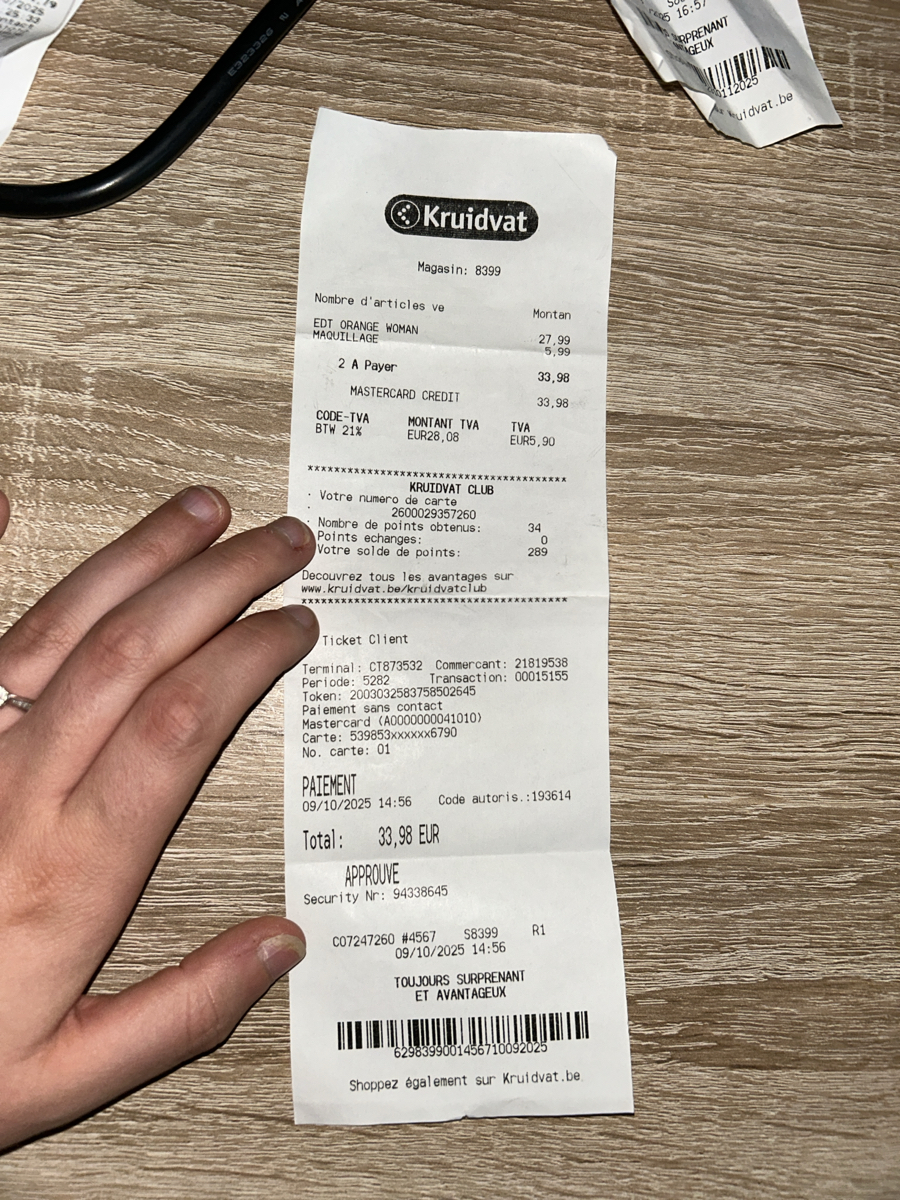 SURPRENANT
112025
kruidvat.be
Kruidvat
Magasin: 8399
Nombre d'articles ve Montan
EDT ORANGE WOMAN 27,99
MAQUILLAGE 5,99
2 A Payer 33,98
MASTERCARD CREDIT 33,98
CODE-TVA MONTANT TVA TVA
BTW 21% EUR28,08 EUR5,90
*******************************************
KRUIDVAT CLUB
Votre numero de carte
2600029357260
Nombre de points obtenus: 34
Points echanges: 0
Votre solde de points: 289
Decouvrez tous les avantages sur
www.kruidvat.be/kruidvatclub
*******************************************
Ticket Client
Terminal: CT873532 Commercant: 21819538
Periode: 5282 Transaction: 00015155
Token: 2003032583758502645
Paiement sans contact
Mastercard (A0000000041010)
Carte: 539853xxxxxx6790
No. carte: 01
PAIEMENT
09/10/2025 14:56 Code autoris.:193614
Total: 33,98 EUR
APPROUVE
Security Nr: 94338645
C07247260 #4567 S8399 R1
09/10/2025 14:56
TOUJOURS SURPRENANT
ET AVANTAGEUX
6298399001456710092025
Shoppez également sur Kruidvat.be